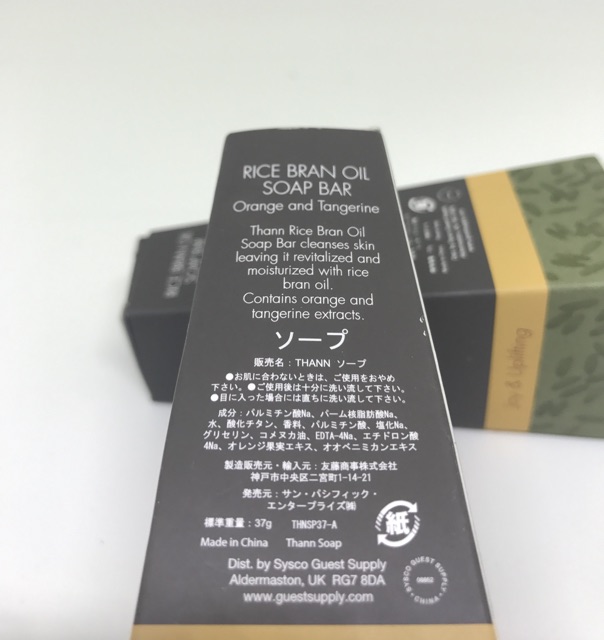 RICE BRAN OIL
SOAP BAR
Orange and Tangerine
Thann Rice Bran Oil
Soap Bar cleanses skin
leaving it revitalized and
moisturized with rice
bran oil.
Contains orange and
tangerine extracts.
ソープ
販売名：THANN ソープ
●お肌に合わないときは、ご使用をおやめ
下さい。●ご使用後は十分に洗い流して下さい。
●目に入った場合には直ちに洗い流して下さい。
成分：パルミチン酸Na、パーム核脂肪酸Na、
水、酸化チタン、香料、パルミチン酸、塩化Na、
グリセリン、コメヌカ油、EDTA-4Na、エチドロン酸
4Na、オレンジ果実エキス、オオベニミカンエキス
製造販売元・輸入元：友藤商事株式会社
神戸市中央区二宮町1-14-21
発売元：サン・パシフィック・
エンタープライズ㈱
標準重量：37g THNSP37-A
紙
Made in China Thann Soap
Dist. by Sysco Guest Supply
Aldermaston, UK RG7 8DA
www.guestsupply.com
SYSCO GUEST SUPPLY
CHINA